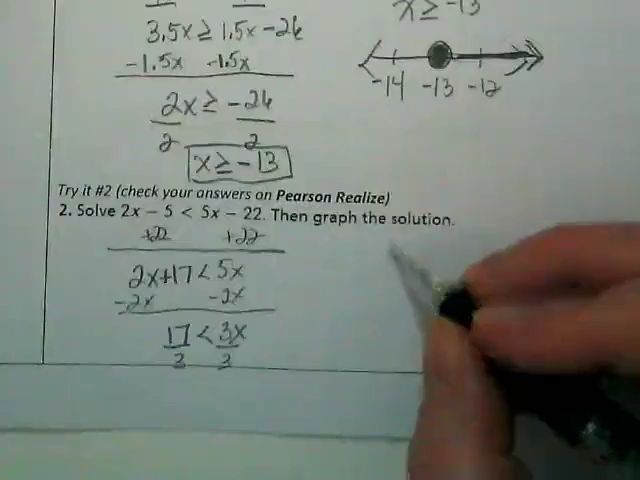 3.5x ≥ 1.5x - 26
-1.5x -1.5x
2x ≥ -26
2 2
x ≥ -13
x ≥ -13
-14 -13 -12
Try it #2 (check your answers on Pearson Realize)
2. Solve 2x – 5 < 5x – 22. Then graph the solution.
+22 +22
2x+17 < 5x
-2x -2x
17 < 3x
3 3